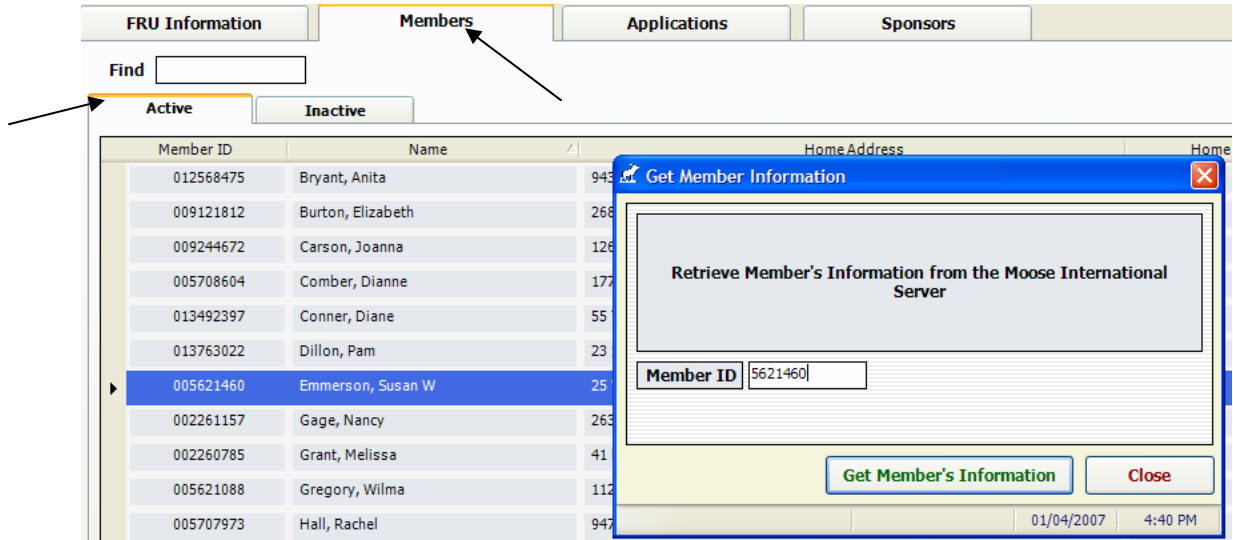 FRU Information Members Applications Sponsors
Find
Active Inactive
Member ID Name Home Address Home
012568475 Bryant, Anita 943
009121812 Burton, Elizabeth 268
009244672 Carson, Joanna 126
005708604 Comber, Dianne 177
013492397 Conner, Diane 55
013763022 Dillon, Pam 23
005621460 Emmerson, Susan W 25
002261157 Gage, Nancy 263
002260785 Grant, Melissa 41
005621088 Gregory, Wilma 112
005707973 Hall, Rachel 947
Get Member Information
Retrieve Member's Information from the Moose International
Server
Member ID 5621460
Get Member's Information Close
01/04/2007 4:40 PM